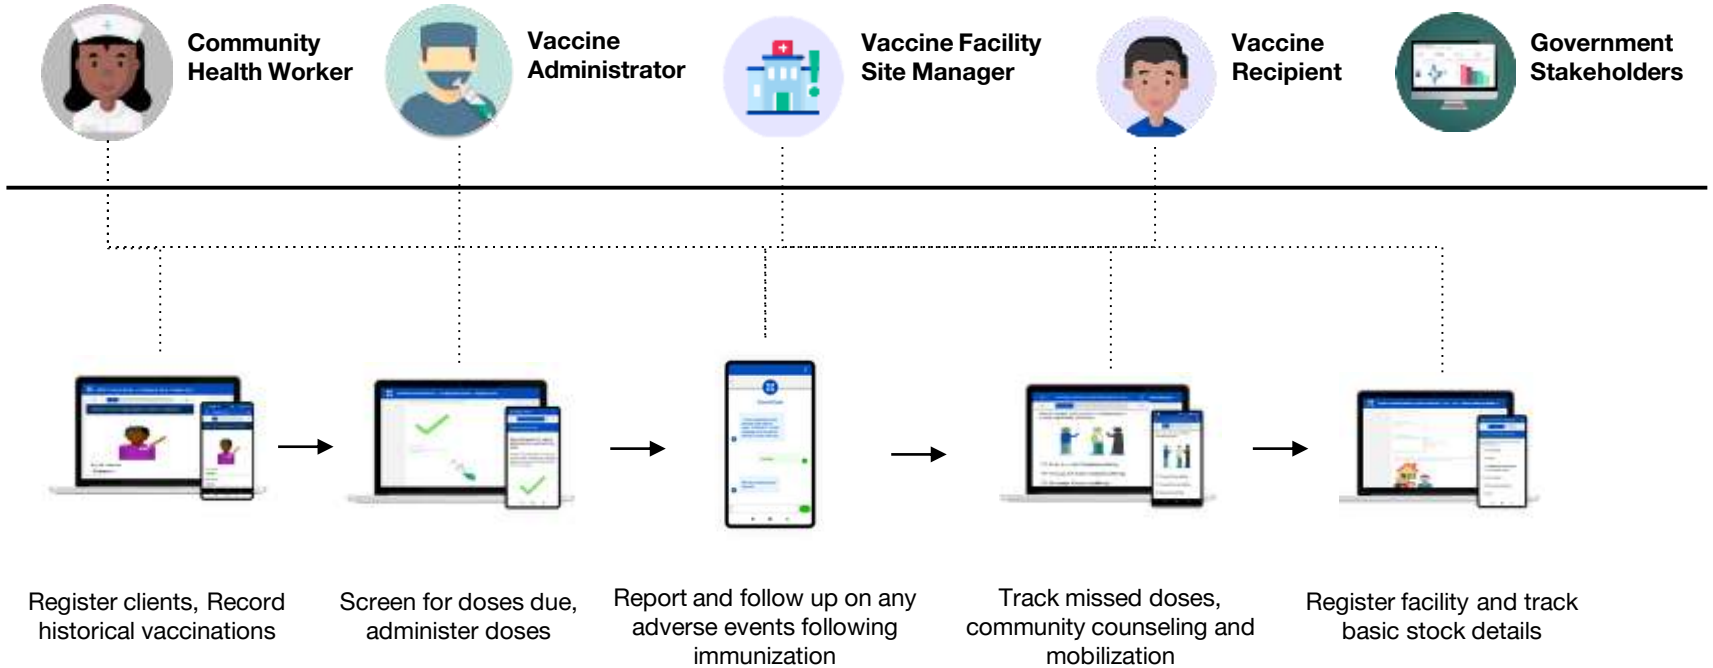 Community
Health Worker
Vaccine
Administrator
Vaccine Facility
Site Manager
Vaccine
Recipient
Government
Stakeholders
Register clients, Record
historical vaccinations
Screen for doses due,
administer doses
Report and follow up on any
adverse events following
immunization
Track missed doses,
community counseling and
mobilization
Register facility and track
basic stock details